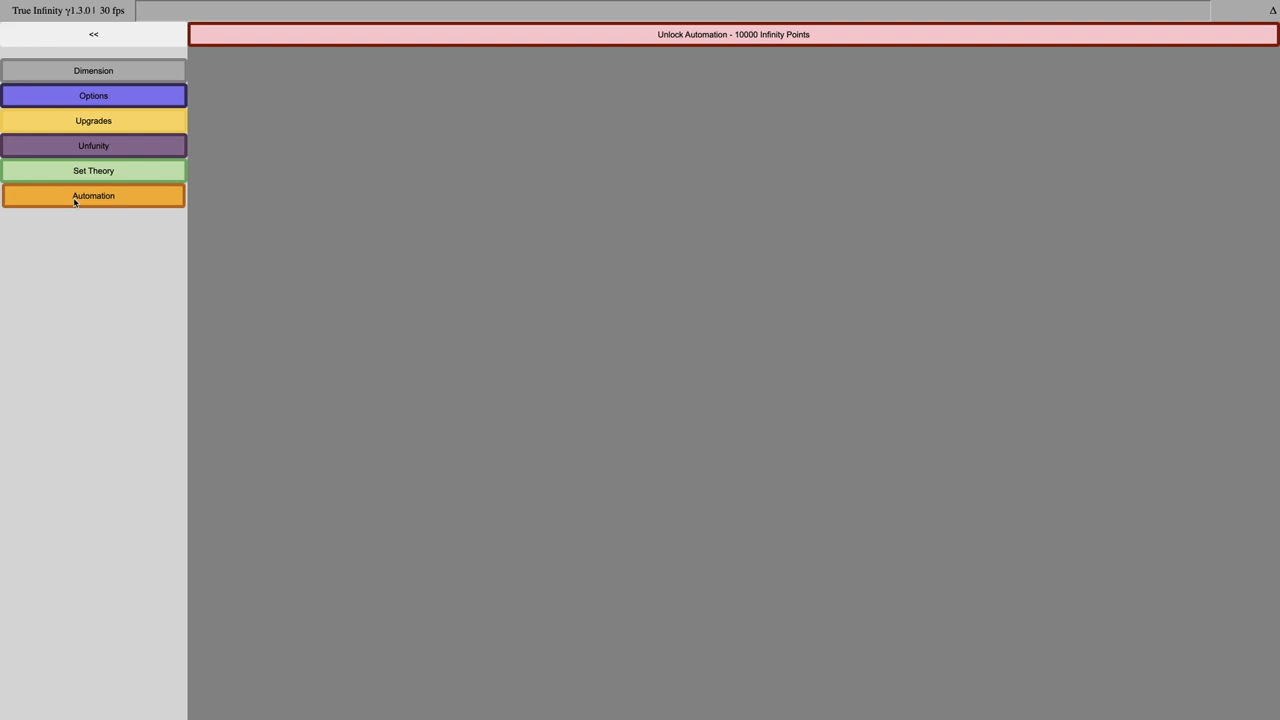 True Infinity γ1.3.0 | 30 fps
Δ
<<
Unlock Automation - 10000 Infinity Points
Dimension
Options
Upgrades
Unfunity
Set Theory
Automation